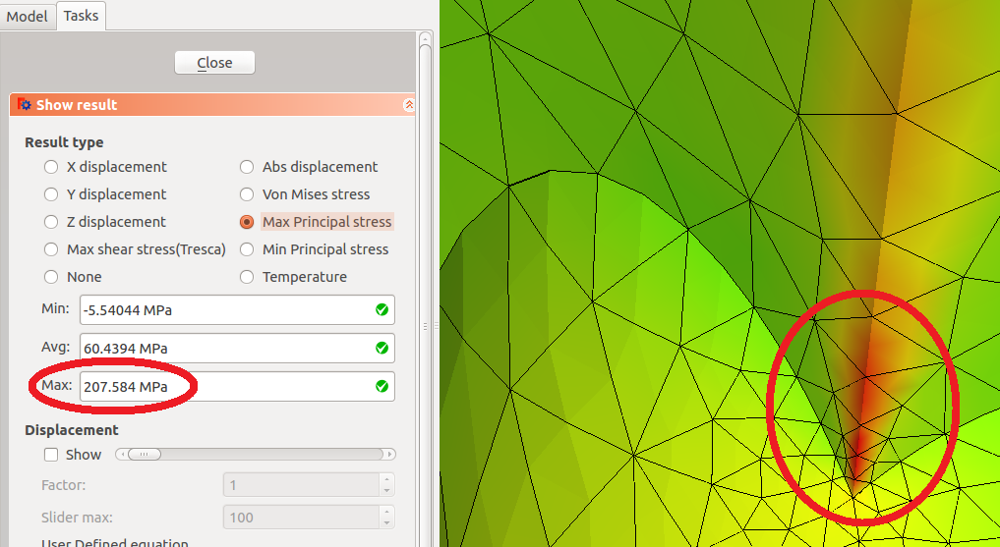 Model Tasks
Close
Show result
Result type
X displacement Abs displacement
Y displacement Von Mises stress
Z displacement Max Principal stress
Max shear stress(Tresca) Min Principal stress
None Temperature
Min: -5.54044 MPa
Avg: 60.4394 MPa
Max: 207.584 MPa
Displacement
Show
Factor: 1
Slider max: 100
User Defined equation